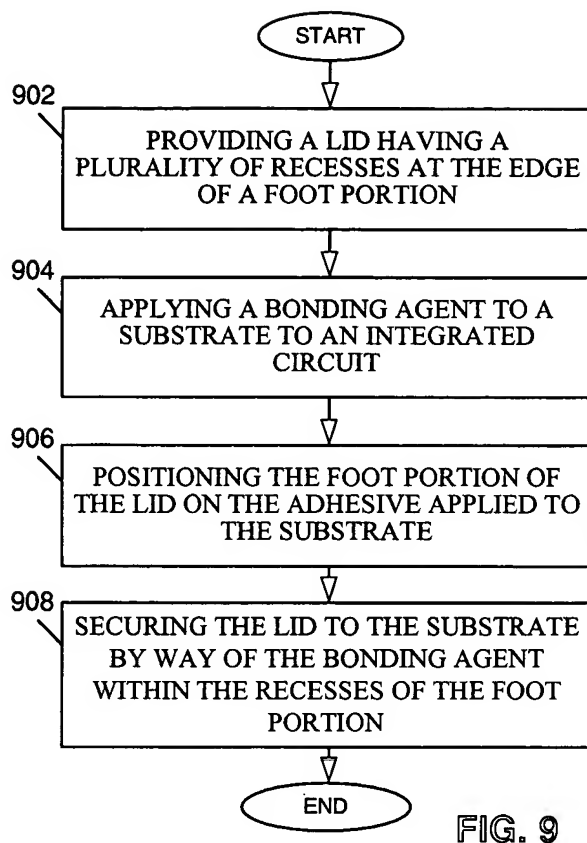 START
902
PROVIDING A LID HAVING A
PLURALITY OF RECESSES AT THE EDGE
OF A FOOT PORTION
904
APPLYING A BONDING AGENT TO A
SUBSTRATE TO AN INTEGRATED
CIRCUIT
906
POSITIONING THE FOOT PORTION OF
THE LID ON THE ADHESIVE APPLIED TO
THE SUBSTRATE
908
SECURING THE LID TO THE SUBSTRATE
BY WAY OF THE BONDING AGENT
WITHIN THE RECESSES OF THE FOOT
PORTION
END
FIG. 9